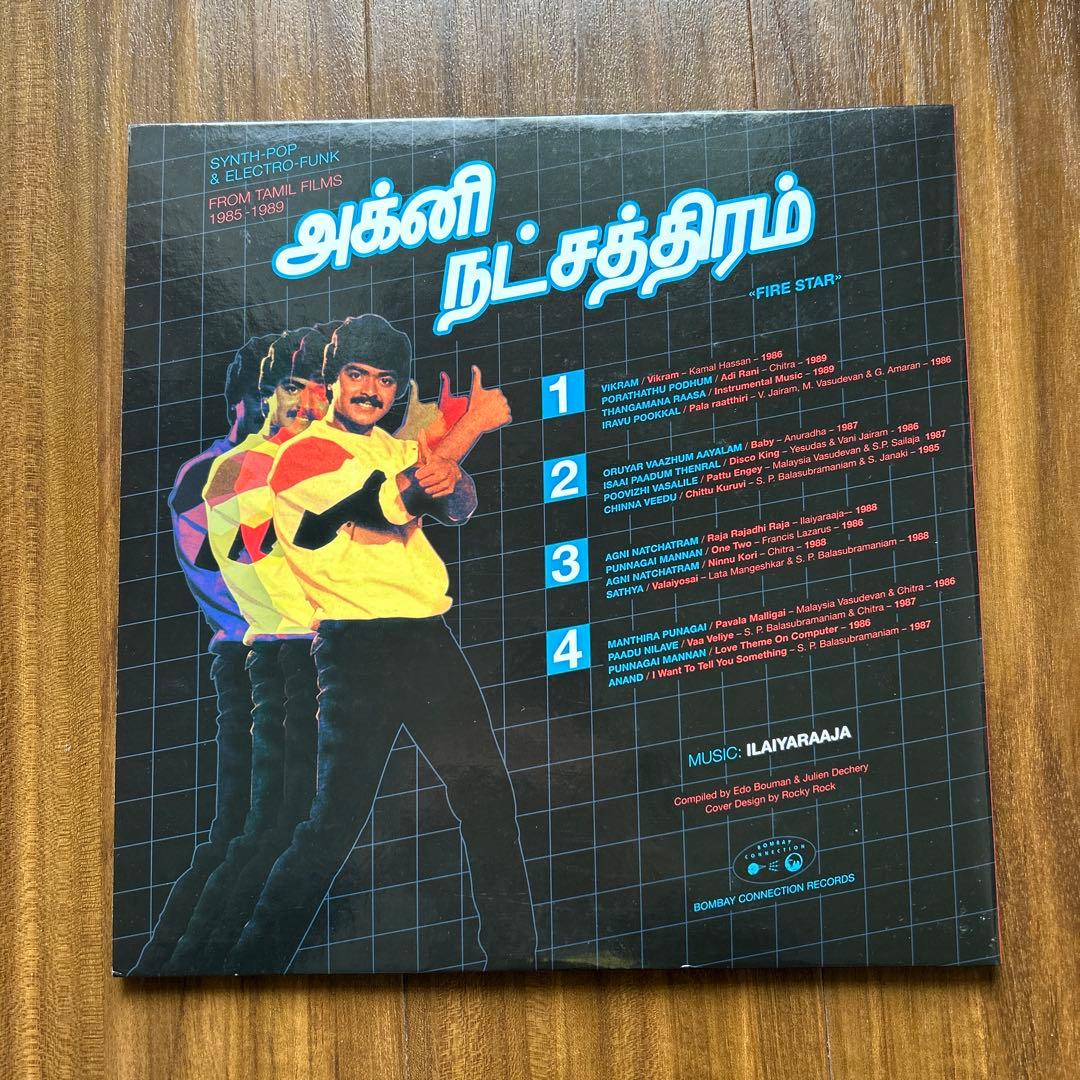 SYNTH-POP
& ELECTRO-FUNK
FROM TAMIL FILMS
1985-1989
அக்னி
நட்சத்திரம்
«FIRE STAR»
1
VIKRAM / Vikram – Kamal Hassan – 1986
PORATHATHU PODHUM / Adi Rani – Chitra – 1989
THANGAMANA RAASA / Instrumental Music – 1989
IRAVU POOKKAL / Pala raatthiri – V. Jairam, M. Vasudevan & G. Amaran – 1986
2
ORUYAR VAAZHUM AAYALAM / Baby – Anuradha – 1987
ISAAI PAADUM THENRAL / Disco King – Yesudas & Vani Jairam - 1986
POOVIZHI VASALILE / Pattu Engey – Malaysia Vasudevan & S.P. Sailaja 1987
CHINNA VEEDU / Chittu Kuruvi – S. P. Balasubramaniam & S. Janaki – 1985
3
AGNI NATCHATRAM / Raja Rajadhi Raja – Ilaiyaraaja–- 1988
PUNNAGAI MANNAN / One Two – Francis Lazarus – 1986
AGNI NATCHATRAM / Ninnu Kori – Chitra – 1988
SATHYA / Valaiyosai – Lata Mangeshkar & S. P. Balasubramaniam – 1988
4
MANTHIRA PUNAGAI / Pavala Malligai – Malaysia Vasudevan & Chitra – 1986
PAADU NILAVE / Vaa Veliye – S. P. Balasubramaniam & Chitra – 1987
PUNNAGAI MANNAN / Love Theme On Computer – 1986
ANAND / I Want To Tell You Something – S. P. Balasubramaniam – 1987
MUSIC: ILAIYARAAJA
Compiled by Edo Bouman & Julien Dechery
Cover Design by Rocky Rock
BOMBAY
CONNECTION
BOMBAY CONNECTION RECORDS